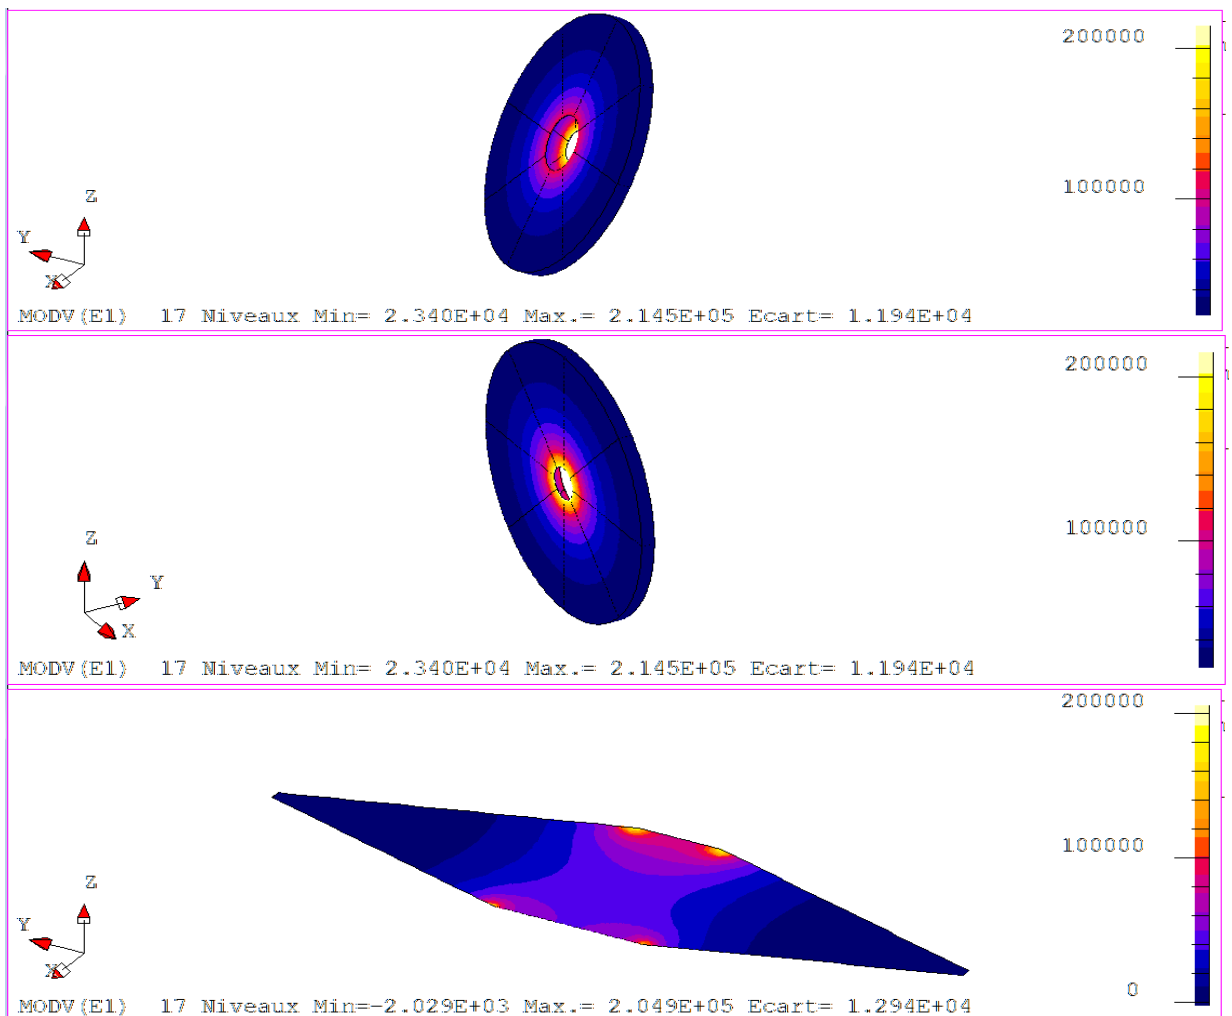 200000
100000
Z
Y
X
MODV(E1) 17 Niveaux Min= 2.340E+04 Max.= 2.145E+05 Ecart= 1.194E+04
200000
100000
Z
Y
X
MODV(E1) 17 Niveaux Min= 2.340E+04 Max.= 2.145E+05 Ecart= 1.194E+04
200000
100000
Z
Y
X
0
MODV(E1) 17 Niveaux Min=-2.029E+03 Max.= 2.049E+05 Ecart= 1.294E+04